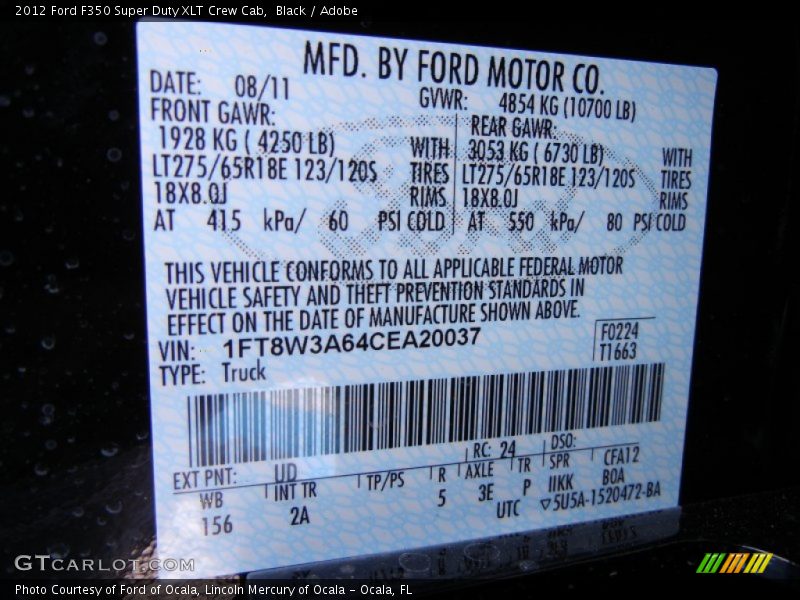 2012 Ford F350 Super Duty XLT Crew Cab, Black / Adobe
MFD. BY FORD MOTOR CO.
DATE: 08/11 GVWR: 4854 KG (10700 LB)
FRONT GAWR: REAR GAWR:
1928 KG ( 4250 LB) WITH 3053 KG ( 6730 LB) WITH
LT275/65R18E 123/120S TIRES LT275/65R18E 123/120S TIRES
18X8.0J RIMS 18X8.0J RIMS
AT 415 kPa/ 60 PSI COLD AT 550 kPa/ 80 PSI COLD
THIS VEHICLE CONFORMS TO ALL APPLICABLE FEDERAL MOTOR
VEHICLE SAFETY AND THEFT PREVENTION STANDARDS IN
EFFECT ON THE DATE OF MANUFACTURE SHOWN ABOVE.
VIN: 1FT8W3A64CEA20037 F0224
TYPE: Truck T1663
EXT PNT: UD RC: 24 DSO:
WB INT TR TP/PS R AXLE TR SPR CFA12
156 2A 5 3E P IIKK BOA
UTC ▽5U5A-1520472-BA
GTCARLOT.COM
Photo Courtesy of Ford of Ocala, Lincoln Mercury of Ocala - Ocala, FL